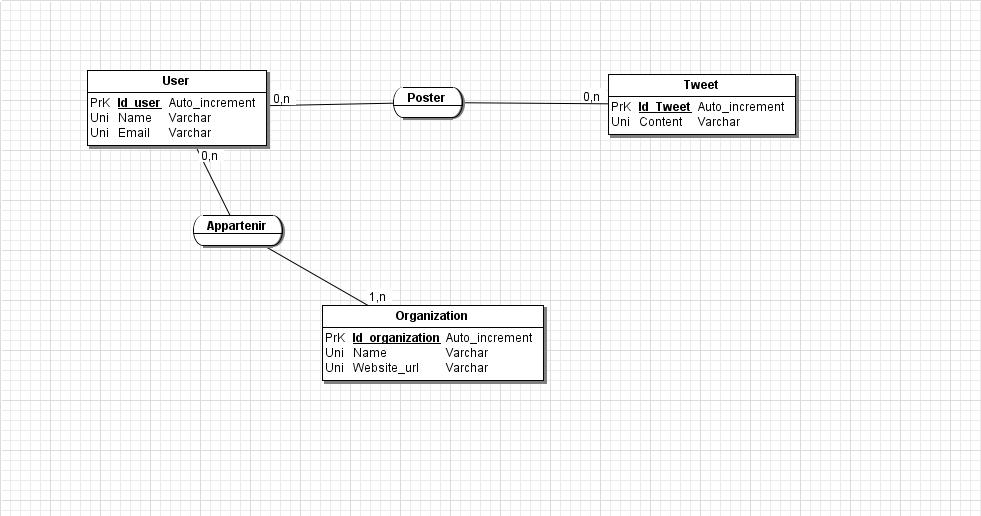 User
PrK Id_user Auto_increment
Uni Name Varchar
Uni Email Varchar
0,n
Poster
0,n
Tweet
PrK Id_Tweet Auto_increment
Uni Content Varchar
0,n
Appartenir
1,n
Organization
PrK Id_organization Auto_increment
Uni Name Varchar
Uni Website_url Varchar